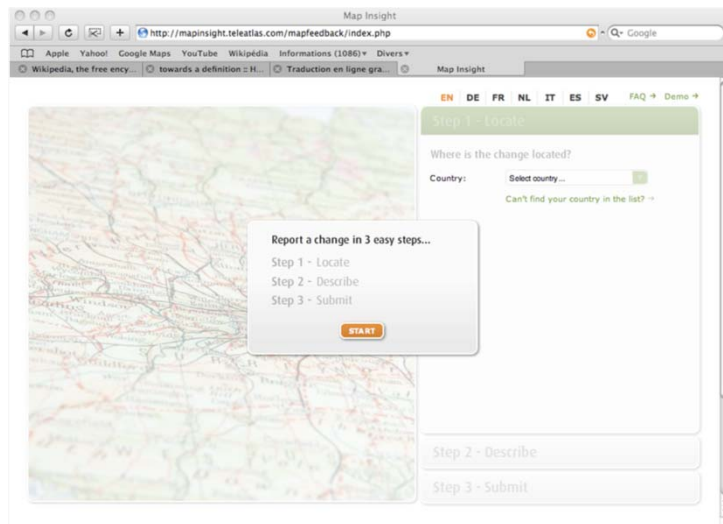 Map Insight
http://mapinsight.teleatlas.com/mapfeedback/index.php
Google
Apple Yahoo! Google Maps YouTube Wikipédia Informations (1086) Divers
Wikipedia, the free ency... towards a definition :: H... Traduction en ligne gra... Map Insight
EN DE FR NL IT ES SV FAQ Demo
Step 1 - Locate
Where is the change located?
Country: Select country...
Can't find your country in the list?
Report a change in 3 easy steps...
Step 1 - Locate
Step 2 - Describe
Step 3 - Submit
START
Step 2 - Describe
Step 3 - Submit